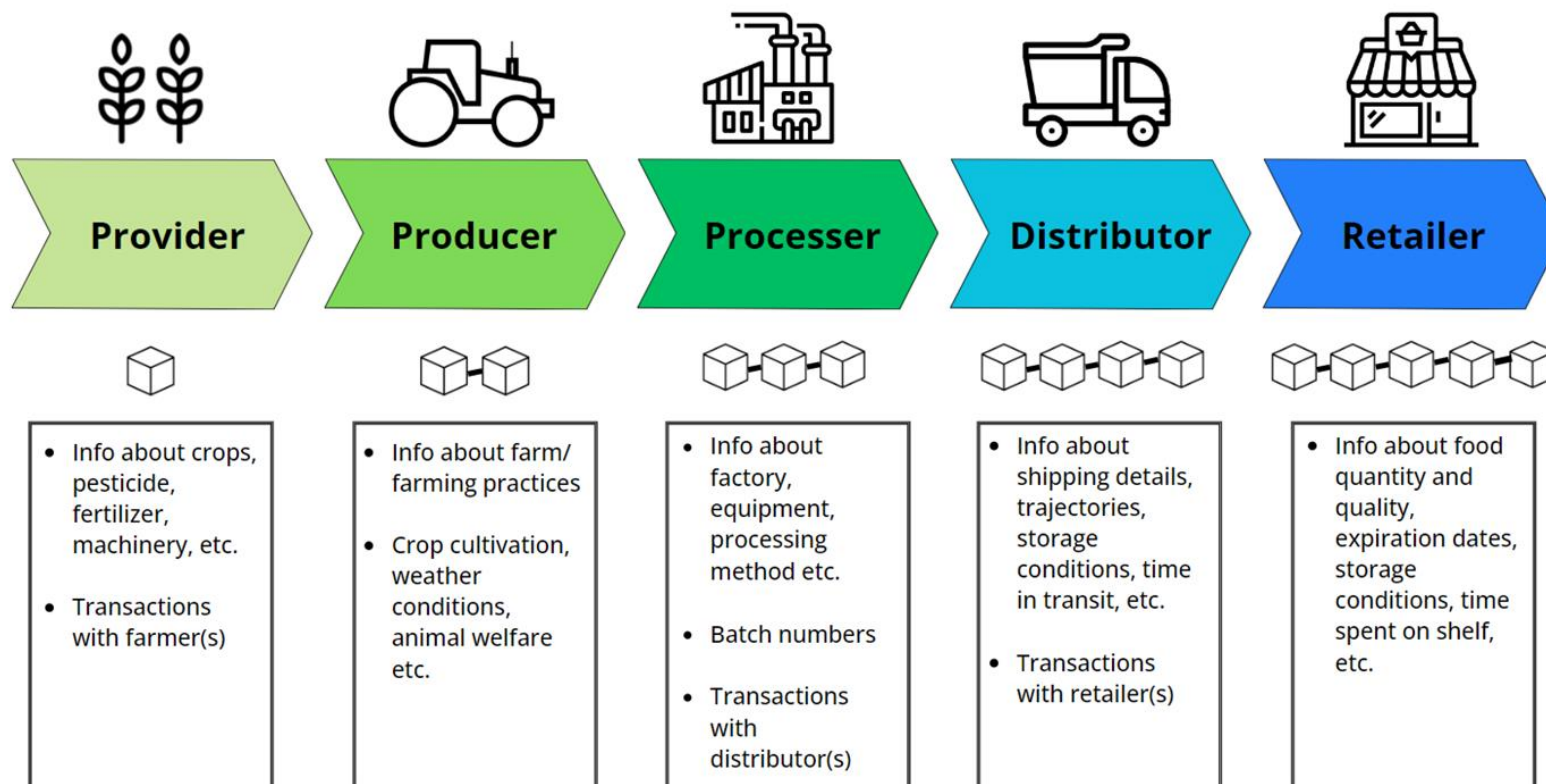 Provider
Producer
Processer
Distributor
Retailer
• Info about crops,
pesticide,
fertilizer,
machinery, etc.
• Transactions
with farmer(s)
• Info about farm/
farming practices
• Crop cultivation,
weather
conditions,
animal welfare
etc.
• Info about
factory,
equipment,
processing
method etc.
• Batch numbers
• Transactions
with
distributor(s)
• Info about
shipping details,
trajectories,
storage
conditions, time
in transit, etc.
• Transactions
with retailer(s)
• Info about food
quantity and
quality,
expiration dates,
storage
conditions, time
spent on shelf,
etc.